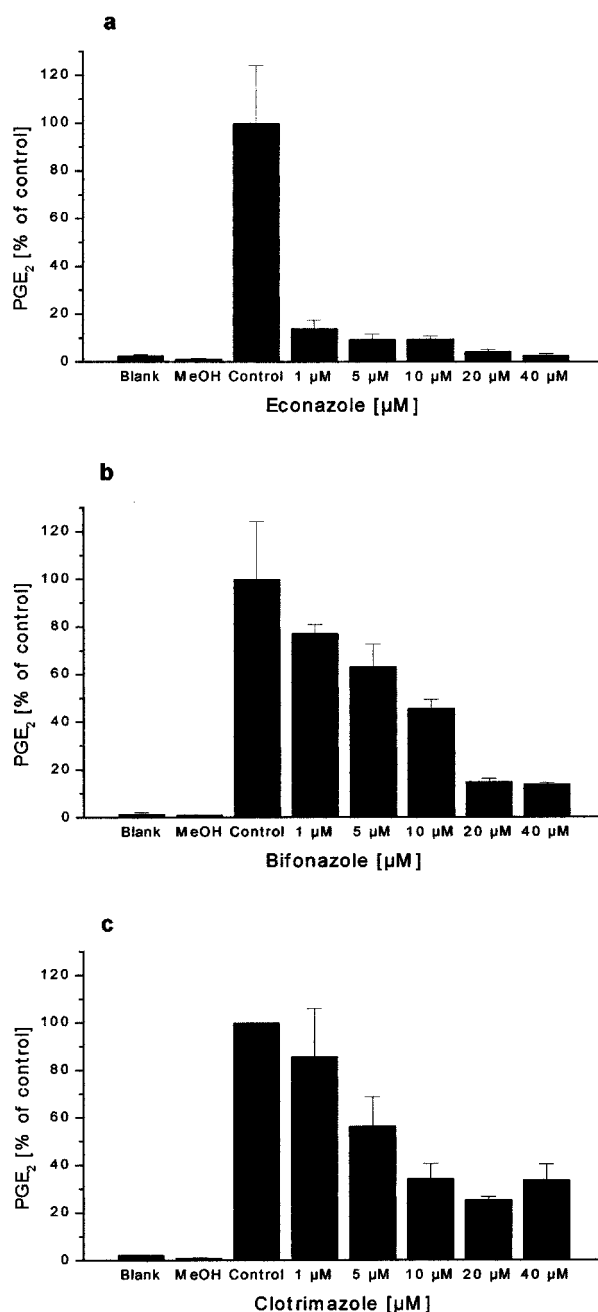 a
PGE2 [% of control]
120
100
80
60
40
20
0
Blank MeOH Control 1 µM 5 µM 10 µM 20 µM 40 µM
Econazole [µM]
b
PGE2 [% of control]
120
100
80
60
40
20
0
Blank MeOH Control 1 µM 5 µM 10 µM 20 µM 40 µM
Bifonazole [µM]
c
PGE2 [% of control]
120
100
80
60
40
20
0
Blank MeOH Control 1 µM 5 µM 10 µM 20 µM 40 µM
Clotrimazole [µM]